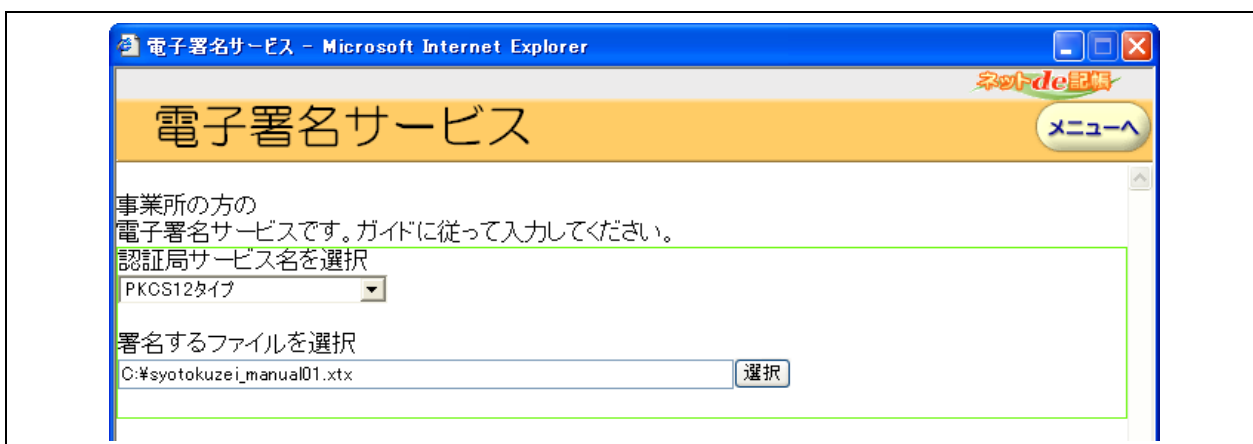 電子署名サービス - Microsoft Internet Explorer
ネットde記帳
電子署名サービス
メニューへ
事業所の方の
電子署名サービスです。ガイドに従って入力してください。
認証局サービス名を選択
PKCS12タイプ
署名するファイルを選択
C:¥syotokuzei_manual01.xtx
選択